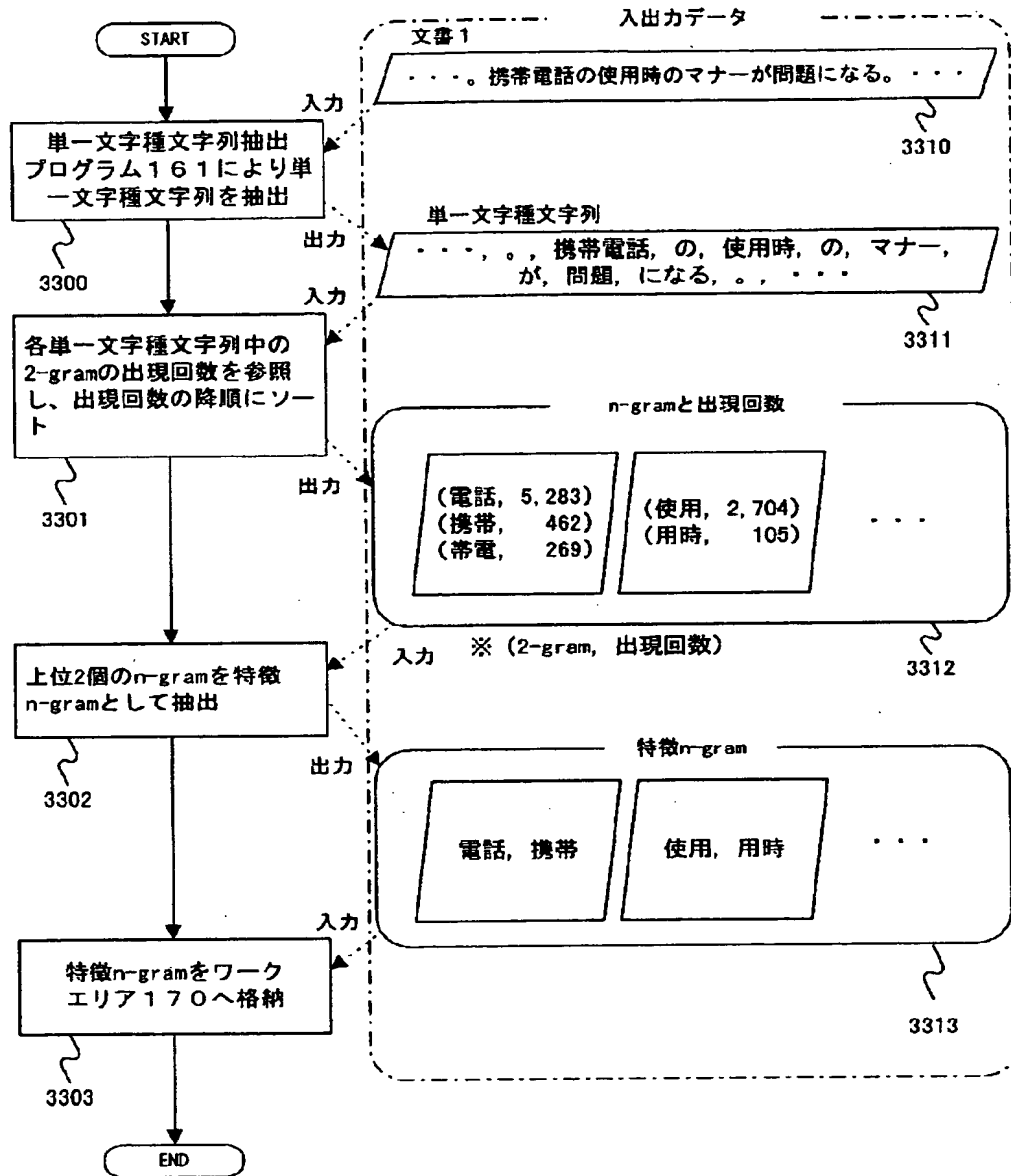 START
入出力データ
文書1
・・・。携帯電話の使用時のマナーが問題になる。・・・
3310
入力
単一文字種文字列抽出
プログラム161により単
一文字種文字列を抽出
3300
出力
単一文字種文字列
・・・,。,携帯電話,の,使用時,の,マナー,
が,問題,になる,。,・・・
3311
入力
各単一文字種文字列中の
2-gramの出現回数を参照
し、出現回数の降順にソー
ト
3301
出力
n-gramと出現回数
(電話, 5,283)
(携帯, 462)
(帯電, 269)
(使用, 2,704)
(用時, 105)
・・・
3312
入力
※(2-gram, 出現回数)
上位2個のn-gramを特徴
n-gramとして抽出
3302
出力
特徴n-gram
電話, 携帯
使用, 用時
・・・
3313
入力
特徴n-gramをワーク
エリア170へ格納
3303
END